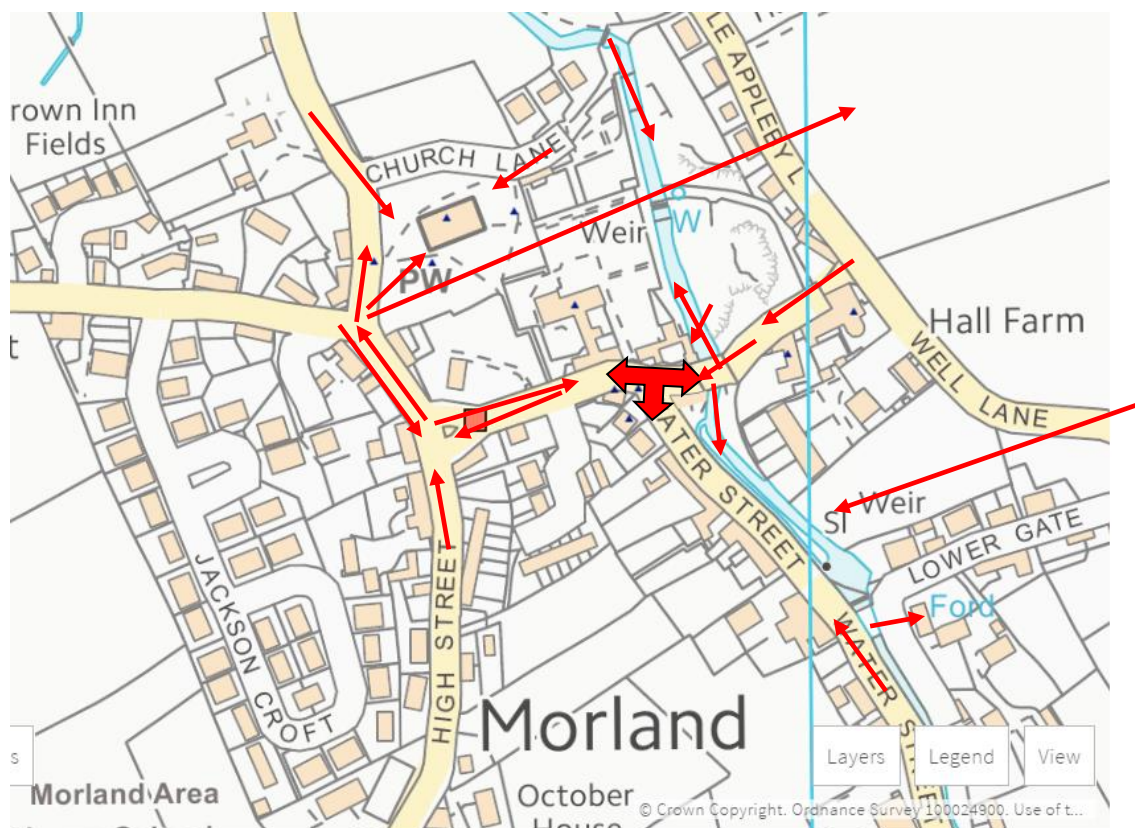 rown Inn
Fields
CHURCH LANE
LE APPLEBY L
W
Weir
PW
Hall Farm
t
WELL LANE
WATER STREET
Weir
Sl
LOWER GATE
Ford
JACKSON CROFT
HIGH STREET
WATER STREET
Morland
s
Layers
Legend
View
Morland Area
October
House
© Crown Copyright. Ordnance Survey 100024900. Use of t...